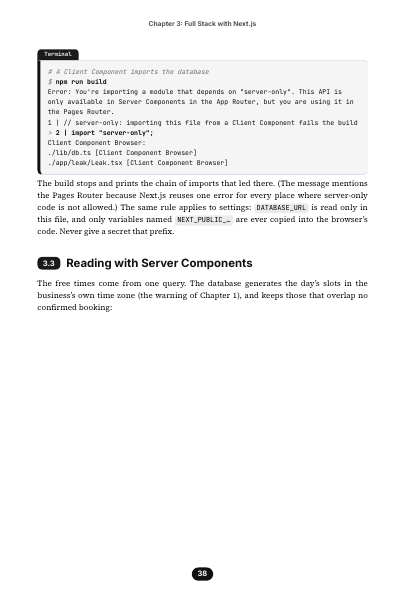 Chapter 3: Full Stack with Next.js
Terminal
# A Client Component imports the database
$ npm run build
Error: You're importing a module that depends on "server-only". This API is
only available in Server Components in the App Router, but you are using it in
the Pages Router.
1 | // server-only: importing this file from a Client Component fails the build
> 2 | import "server-only";
Client Component Browser:
./lib/db.ts [Client Component Browser]
./app/leak/Leak.tsx [Client Component Browser]
The build stops and prints the chain of imports that led there. (The message mentions
the Pages Router because Next.js reuses one error for every place where server-only
code is not allowed.) The same rule applies to settings: DATABASE_URL is read only in
this file, and only variables named NEXT_PUBLIC_… are ever copied into the browser’s
code. Never give a secret that prefix.
3.3 Reading with Server Components
The free times come from one query. The database generates the day’s slots in the
business’s own time zone (the warning of Chapter 1), and keeps those that overlap no
confirmed booking:
38